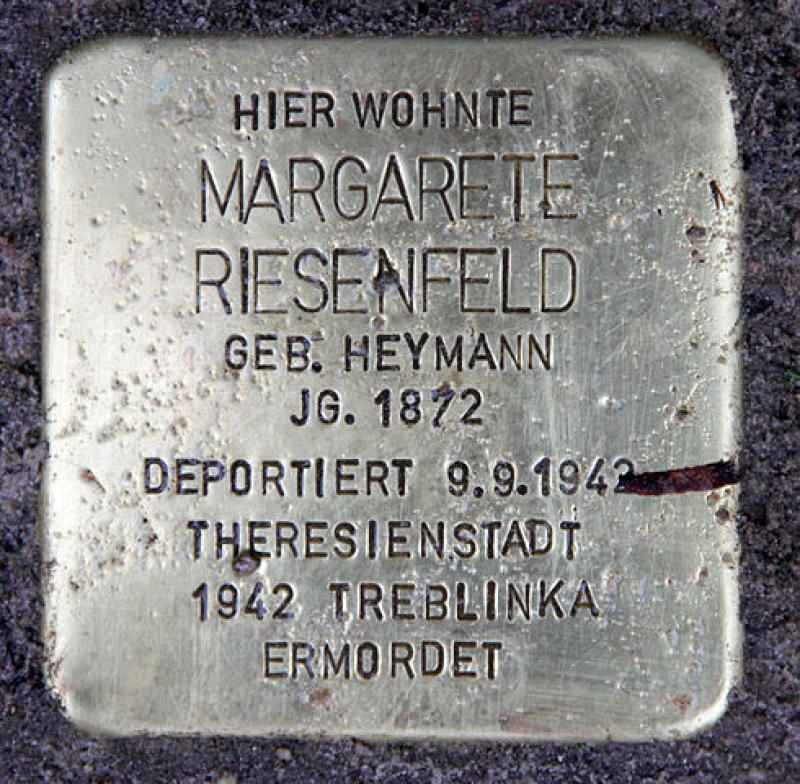 HIER WOHNTE
MARGARETE
RIESENFELD
GEB. HEYMANN
JG. 1872
DEPORTIERT 9.9.1942
THERESIENSTADT
1942 TREBLINKA
ERMORDET